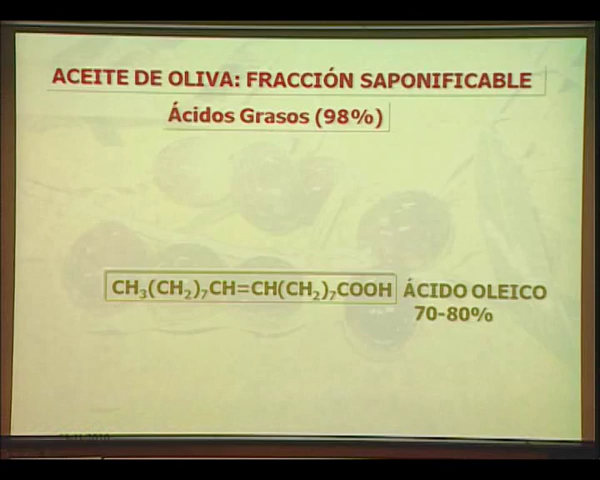 ACEITE DE OLIVA: FRACCIÓN SAPONIFICABLE
Ácidos Grasos (98%)
CH₃(CH₂)₇CH=CH(CH₂)₇COOH ÁCIDO OLEICO
70-80%